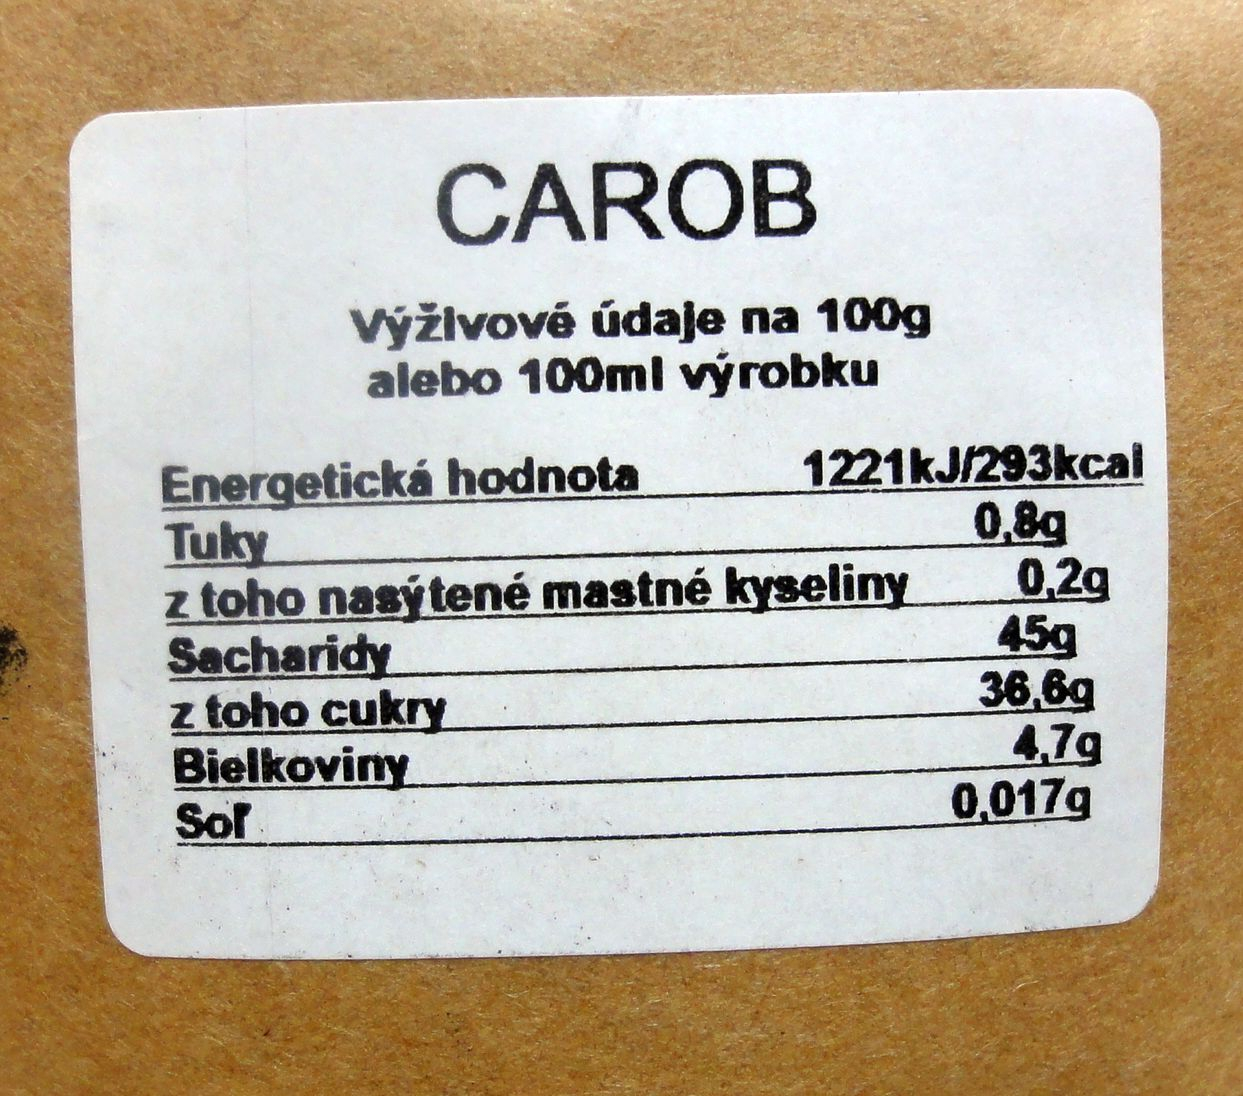 CAROB
Výživové údaje na 100g
alebo 100ml výrobku
Energetická hodnota 1221kJ/293kcal
Tuky 0,8g
z toho nasýtené mastné kyseliny 0,2g
Sacharidy 45g
z toho cukry 36,6g
Bielkoviny 4,7g
Soľ 0,017g